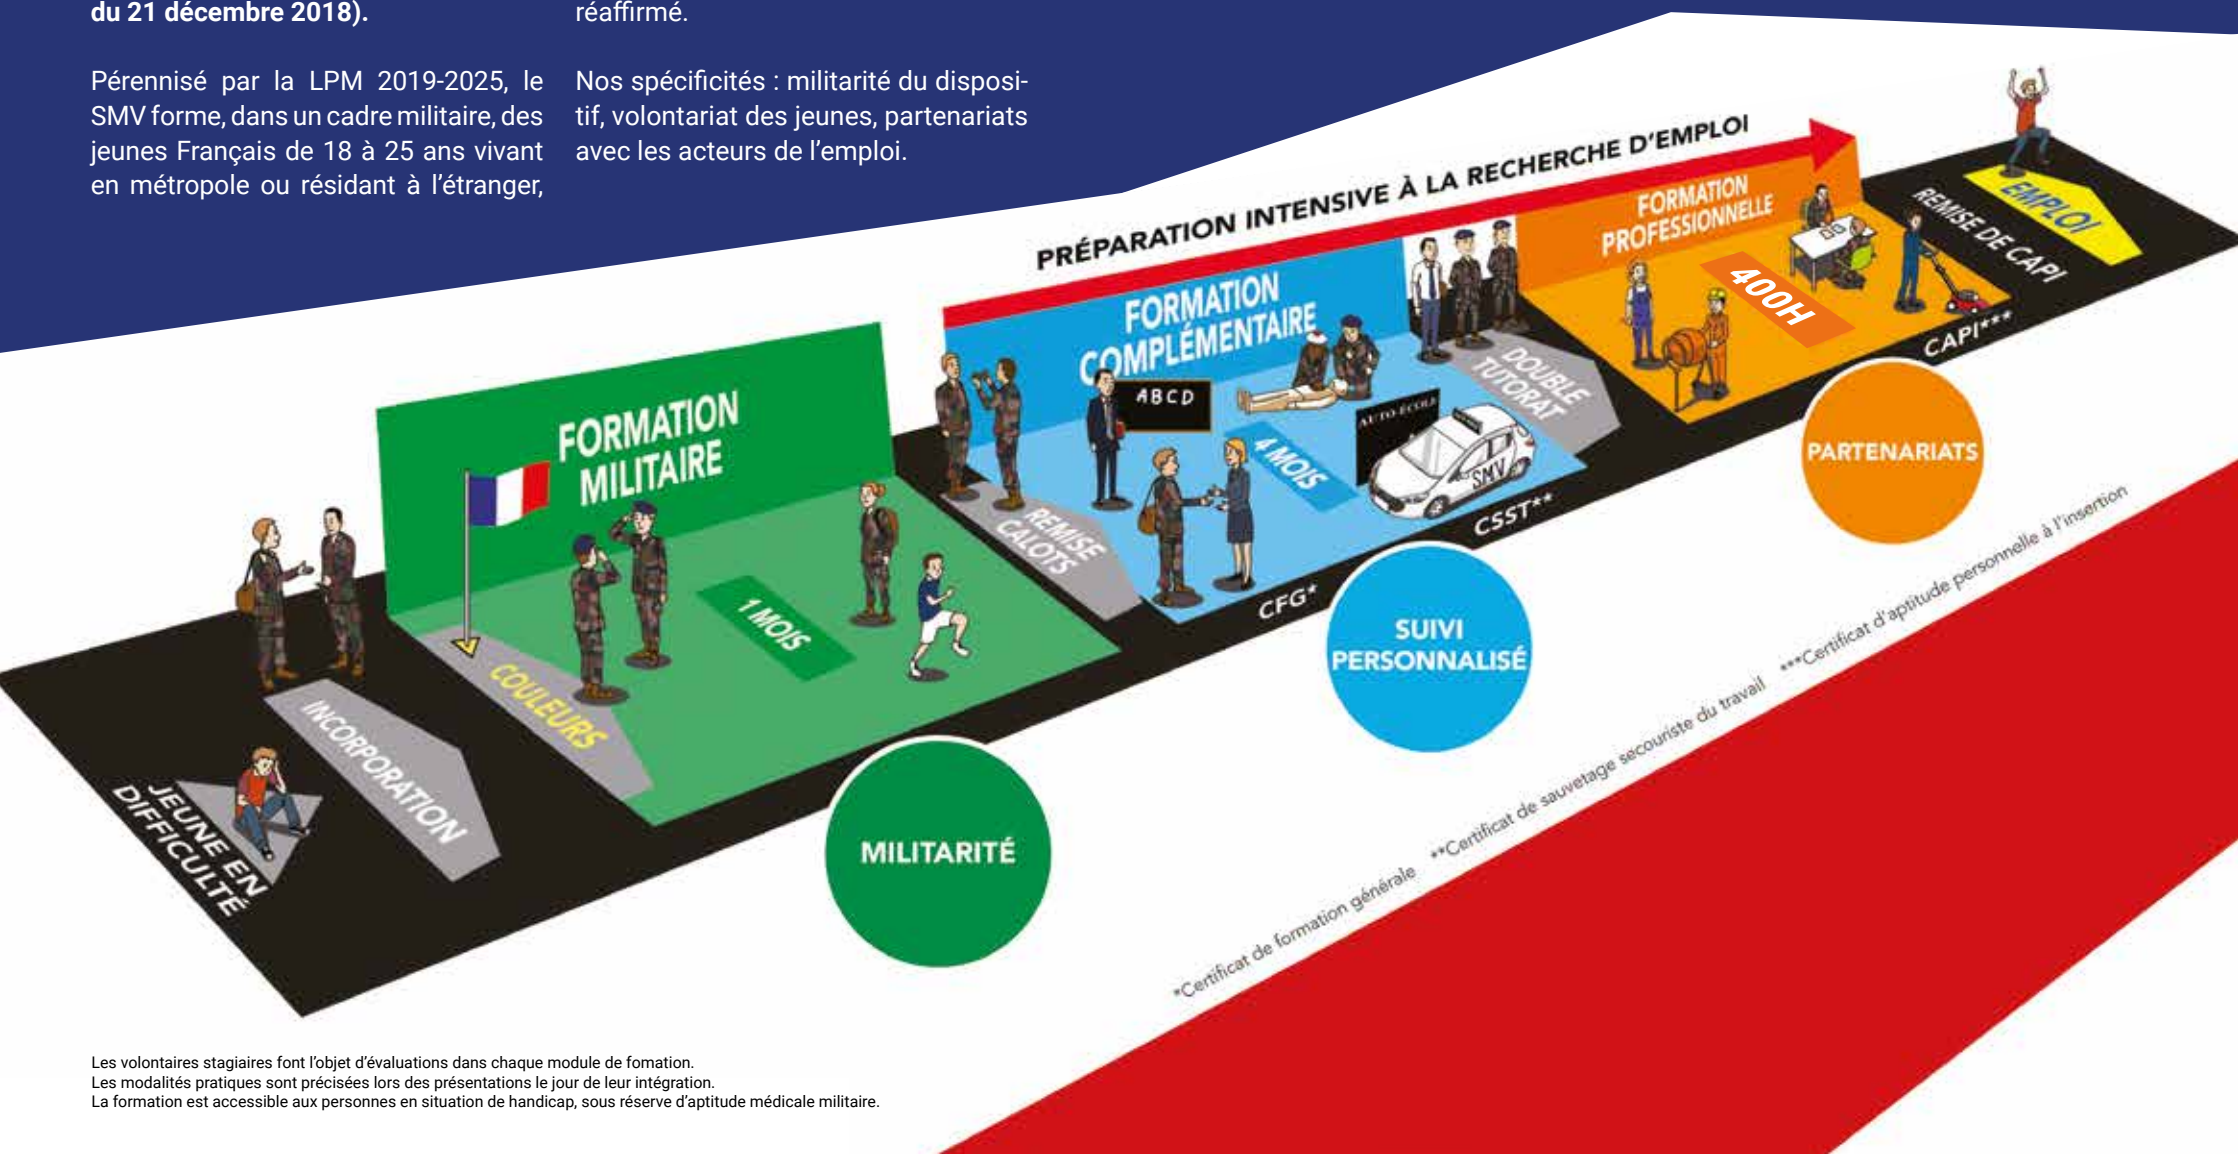 du 21 décembre 2018).
Pérennisé par la LPM 2019-2025, le
SMV forme, dans un cadre militaire, des
jeunes Français de 18 à 25 ans vivant
en métropole ou résidant à l'étranger,
réaffirmé.
Nos spécificités : militarité du disposi-
tif, volontariat des jeunes, partenariats
avec les acteurs de l'emploi.
JEUNE EN
DIFFICULTÉ
INCORPORATION
FORMATION
MILITAIRE
COULEURS
1 MOIS
MILITARITÉ
PRÉPARATION INTENSIVE À LA RECHERCHE D'EMPLOI
REMISE
CALOTS
FORMATION
COMPLÉMENTAIRE
ABCD
4 MOIS
AUTO-ÉCOLE
SMV
CFG*
CSST**
SUIVI
PERSONNALISÉ
DOUBLE
TUTORAT
FORMATION
PROFESSIONNELLE
400H
CAPI***
PARTENARIATS
REMISE DE CAPI
EMPLOI
*Certificat de formation générale **Certificat de sauvetage secouriste du travail ***Certificat d'aptitude personnelle à l'insertion
Les volontaires stagiaires font l'objet d'évaluations dans chaque module de fomation.
Les modalités pratiques sont précisées lors des présentations le jour de leur intégration.
La formation est accessible aux personnes en situation de handicap, sous réserve d'aptitude médicale militaire.